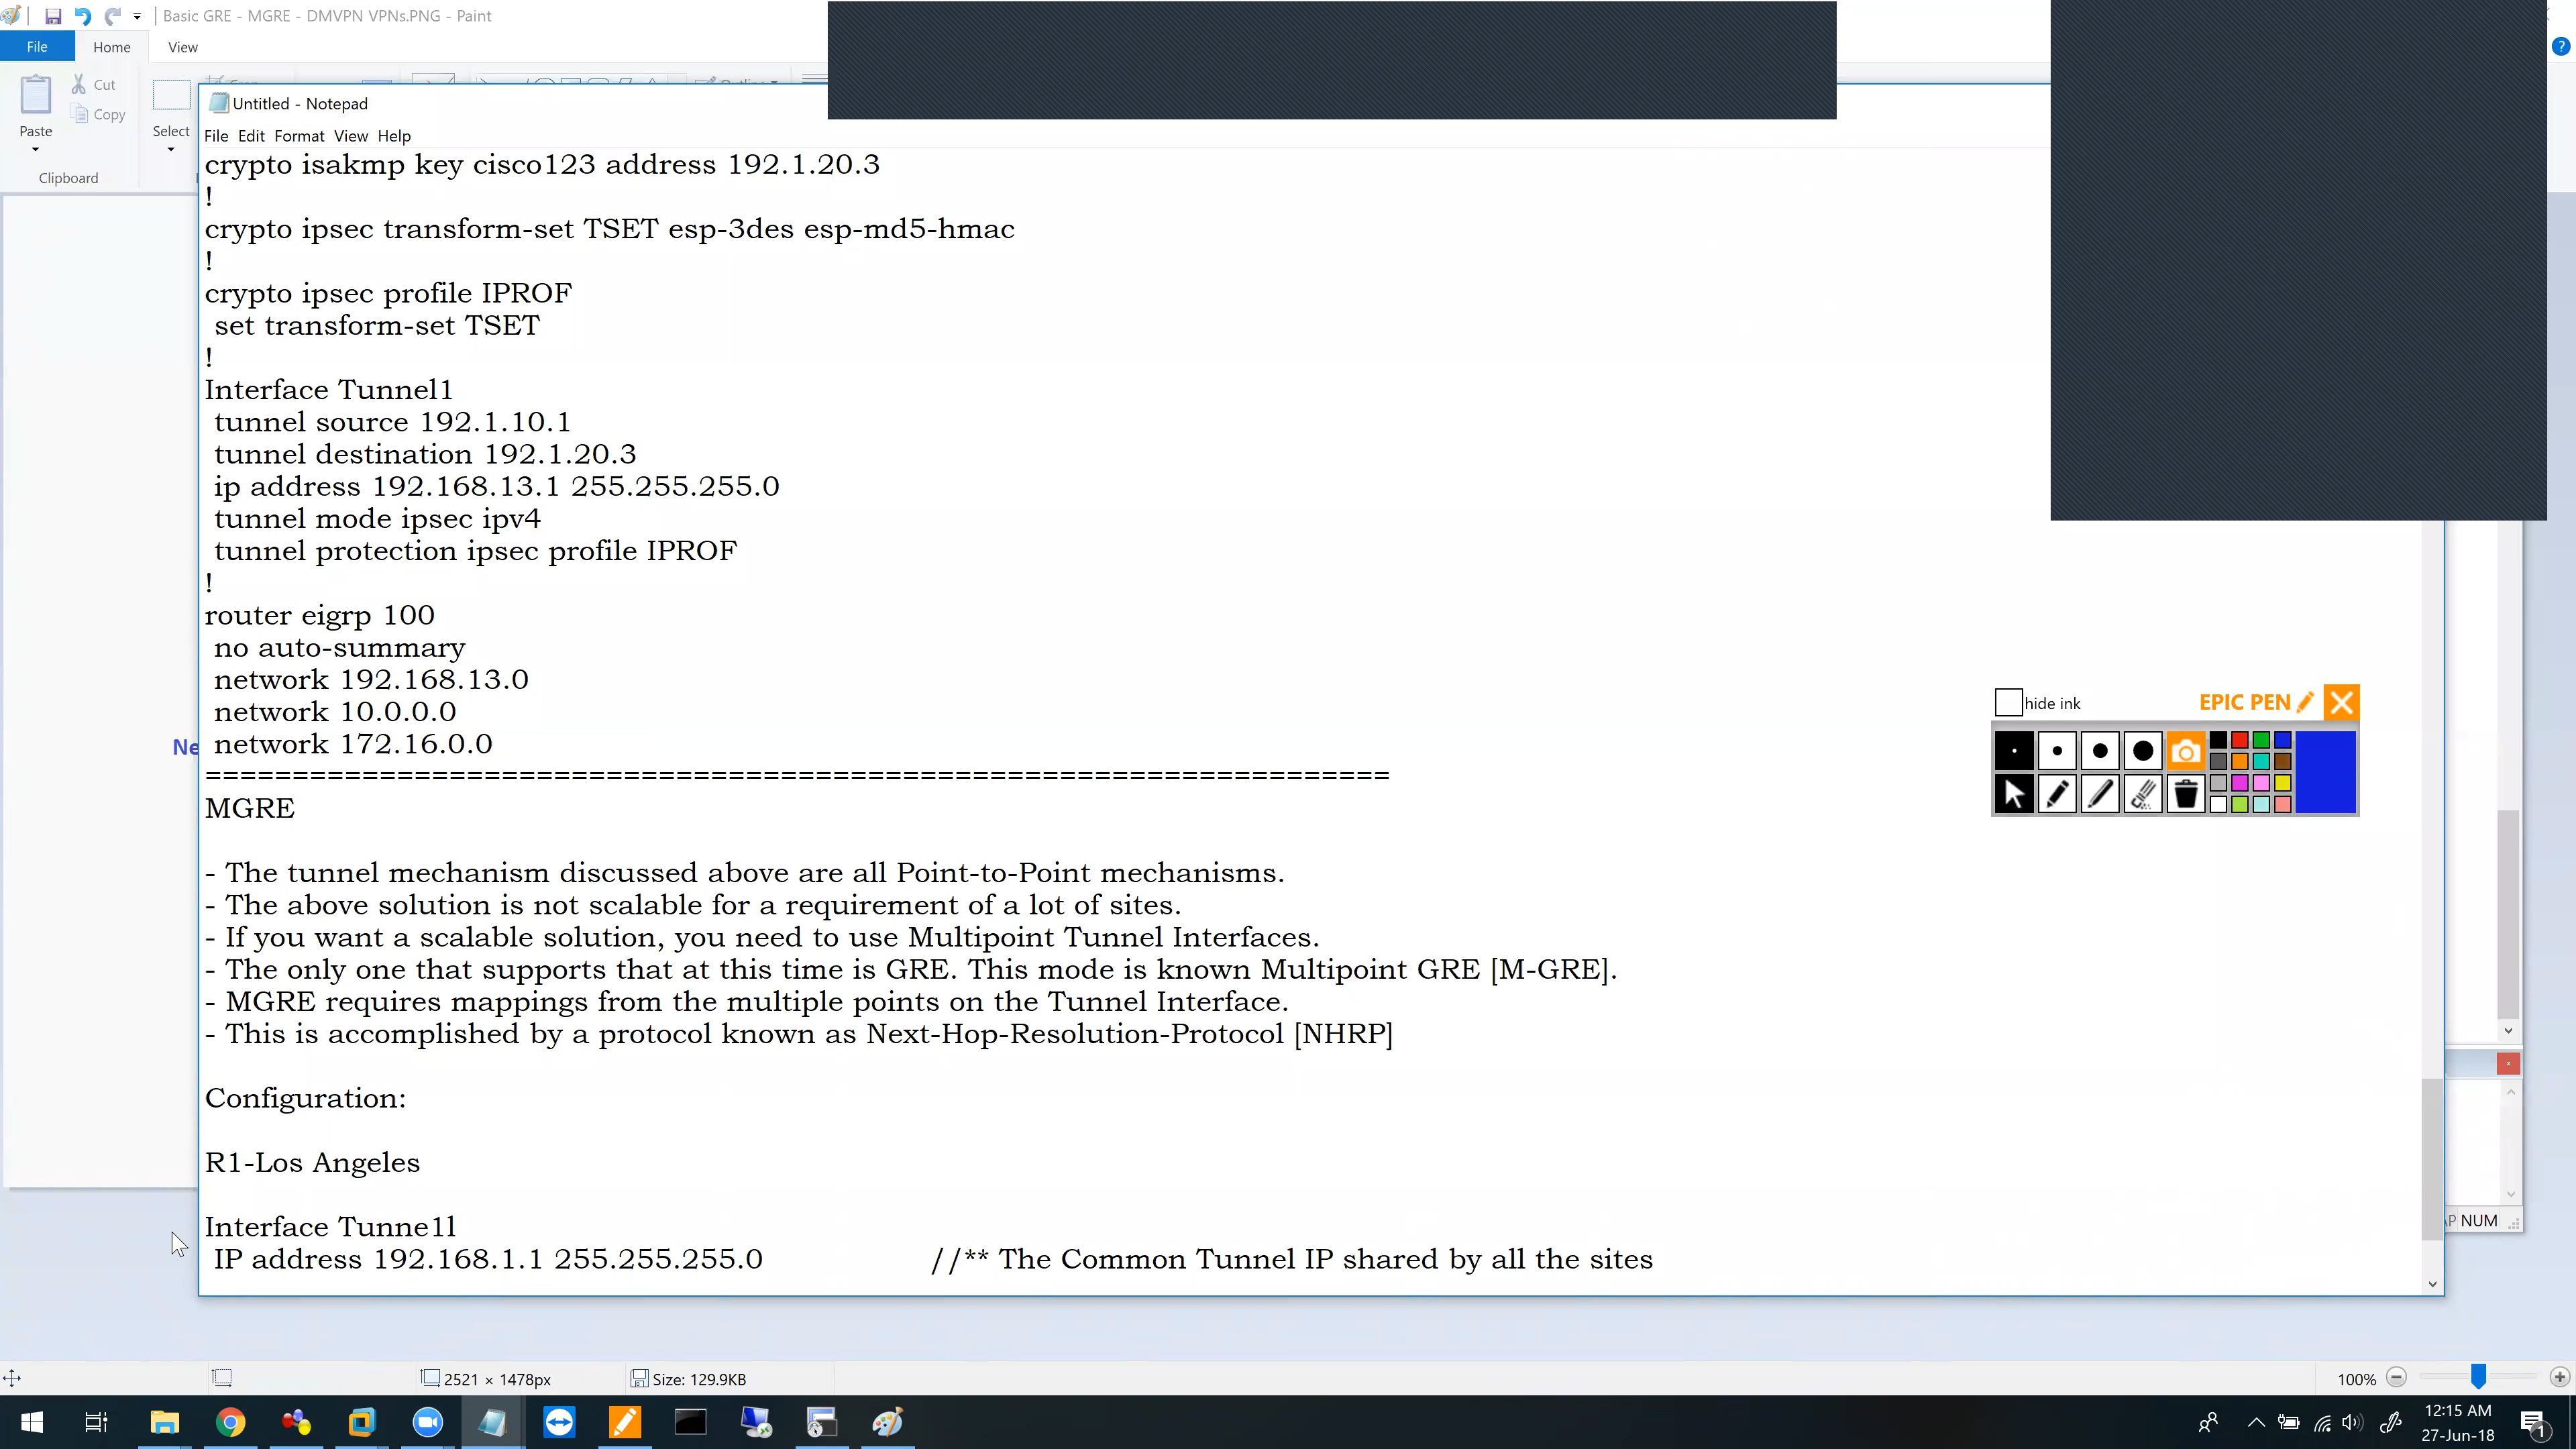 Basic GRE - MGRE - DMVPN VPNs.PNG - Paint
File Home View
Cut
Copy
Paste
Select
Clipboard
Untitled - Notepad
File Edit Format View Help
crypto isakmp key cisco123 address 192.1.20.3
!
crypto ipsec transform-set TSET esp-3des esp-md5-hmac
!
crypto ipsec profile IPROF
set transform-set TSET
!
Interface Tunnel1
tunnel source 192.1.10.1
tunnel destination 192.1.20.3
ip address 192.168.13.1 255.255.255.0
tunnel mode ipsec ipv4
tunnel protection ipsec profile IPROF
!
router eigrp 100
no auto-summary
network 192.168.13.0
network 10.0.0.0
network 172.16.0.0
Ne
====================================================================
MGRE
- The tunnel mechanism discussed above are all Point-to-Point mechanisms.
- The above solution is not scalable for a requirement of a lot of sites.
- If you want a scalable solution, you need to use Multipoint Tunnel Interfaces.
- The only one that supports that at this time is GRE. This mode is known Multipoint GRE [M-GRE].
- MGRE requires mappings from the multiple points on the Tunnel Interface.
- This is accomplished by a protocol known as Next-Hop-Resolution-Protocol [NHRP]
Configuration:
R1-Los Angeles
Interface Tunne1l
IP address 192.168.1.1 255.255.255.0 //** The Common Tunnel IP shared by all the sites
hide ink EPIC PEN
NUM
2521 × 1478px
Size: 129.9KB
100%
12:15 AM
27-Jun-18
1